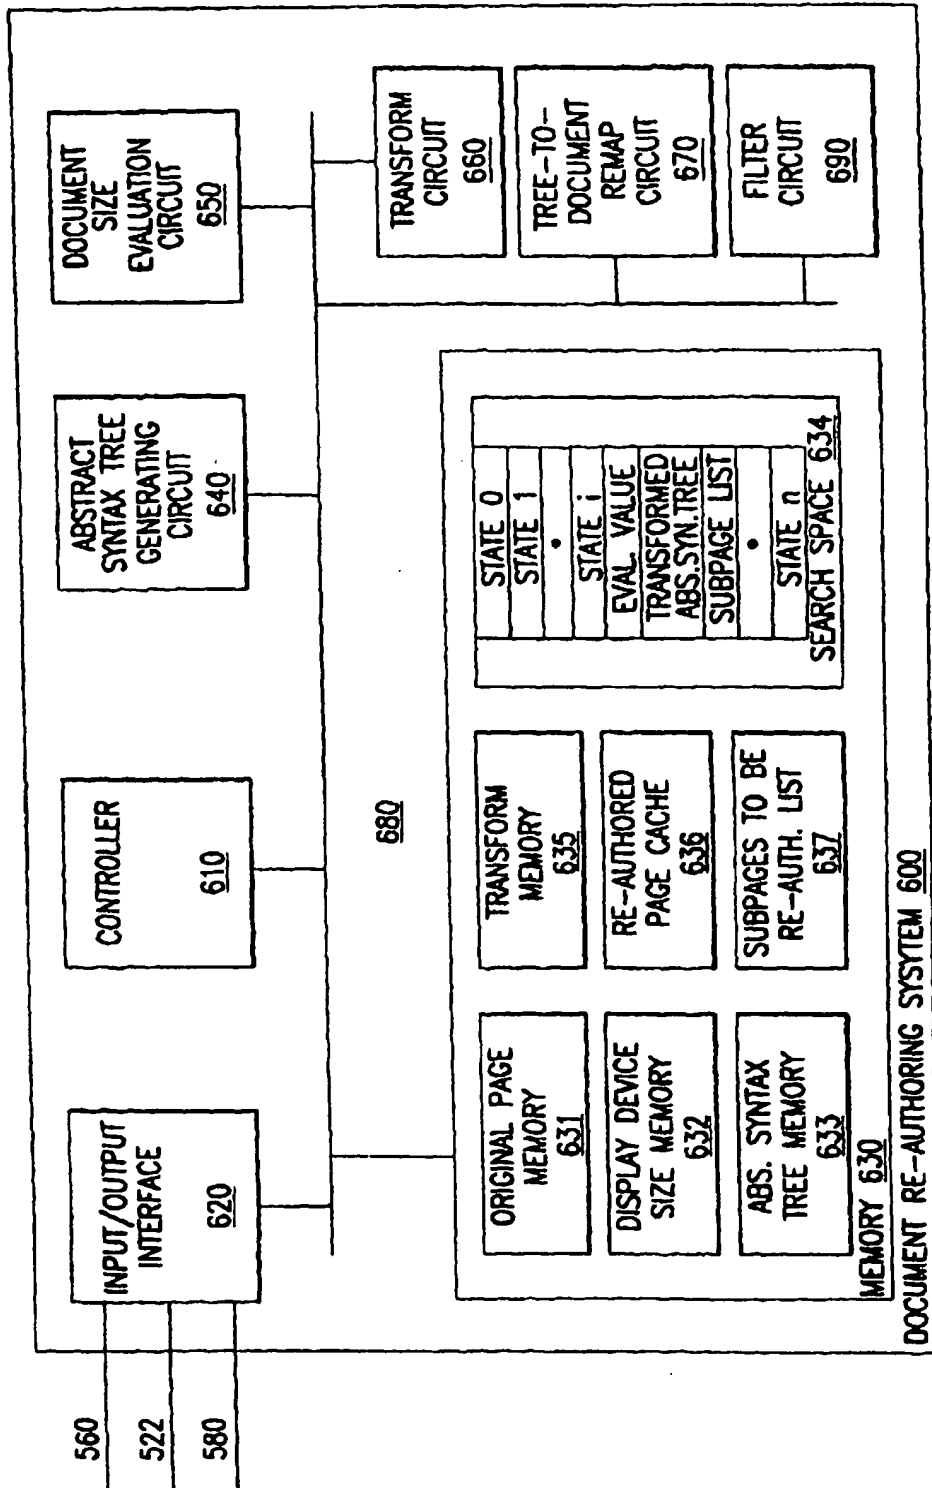 560
522
580
INPUT/OUTPUT
INTERFACE
620
CONTROLLER
610
ABSTRACT
SYNTAX TREE
GENERATING
CIRCUIT
640
DOCUMENT
SIZE
EVALUATION
CIRCUIT
650
680
TRANSFORM
CIRCUIT
660
TREE-TO-
DOCUMENT
REMAP
CIRCUIT
670
FILTER
CIRCUIT
690
ORIGINAL PAGE
MEMORY
631
DISPLAY DEVICE
SIZE MEMORY
632
ABS. SYNTAX
TREE MEMORY
633
TRANSFORM
MEMORY
635
RE-AUTHORED
PAGE CACHE
636
SUBPAGES TO BE
RE-AUTH. LIST
637
STATE 0
STATE 1
•
STATE i
EVAL. VALUE
TRANSFORMED
ABS.SYN.TREE
SUBPAGE LIST
•
STATE n
SEARCH SPACE 634
MEMORY 630
DOCUMENT RE-AUTHORING SYSYTEM 600